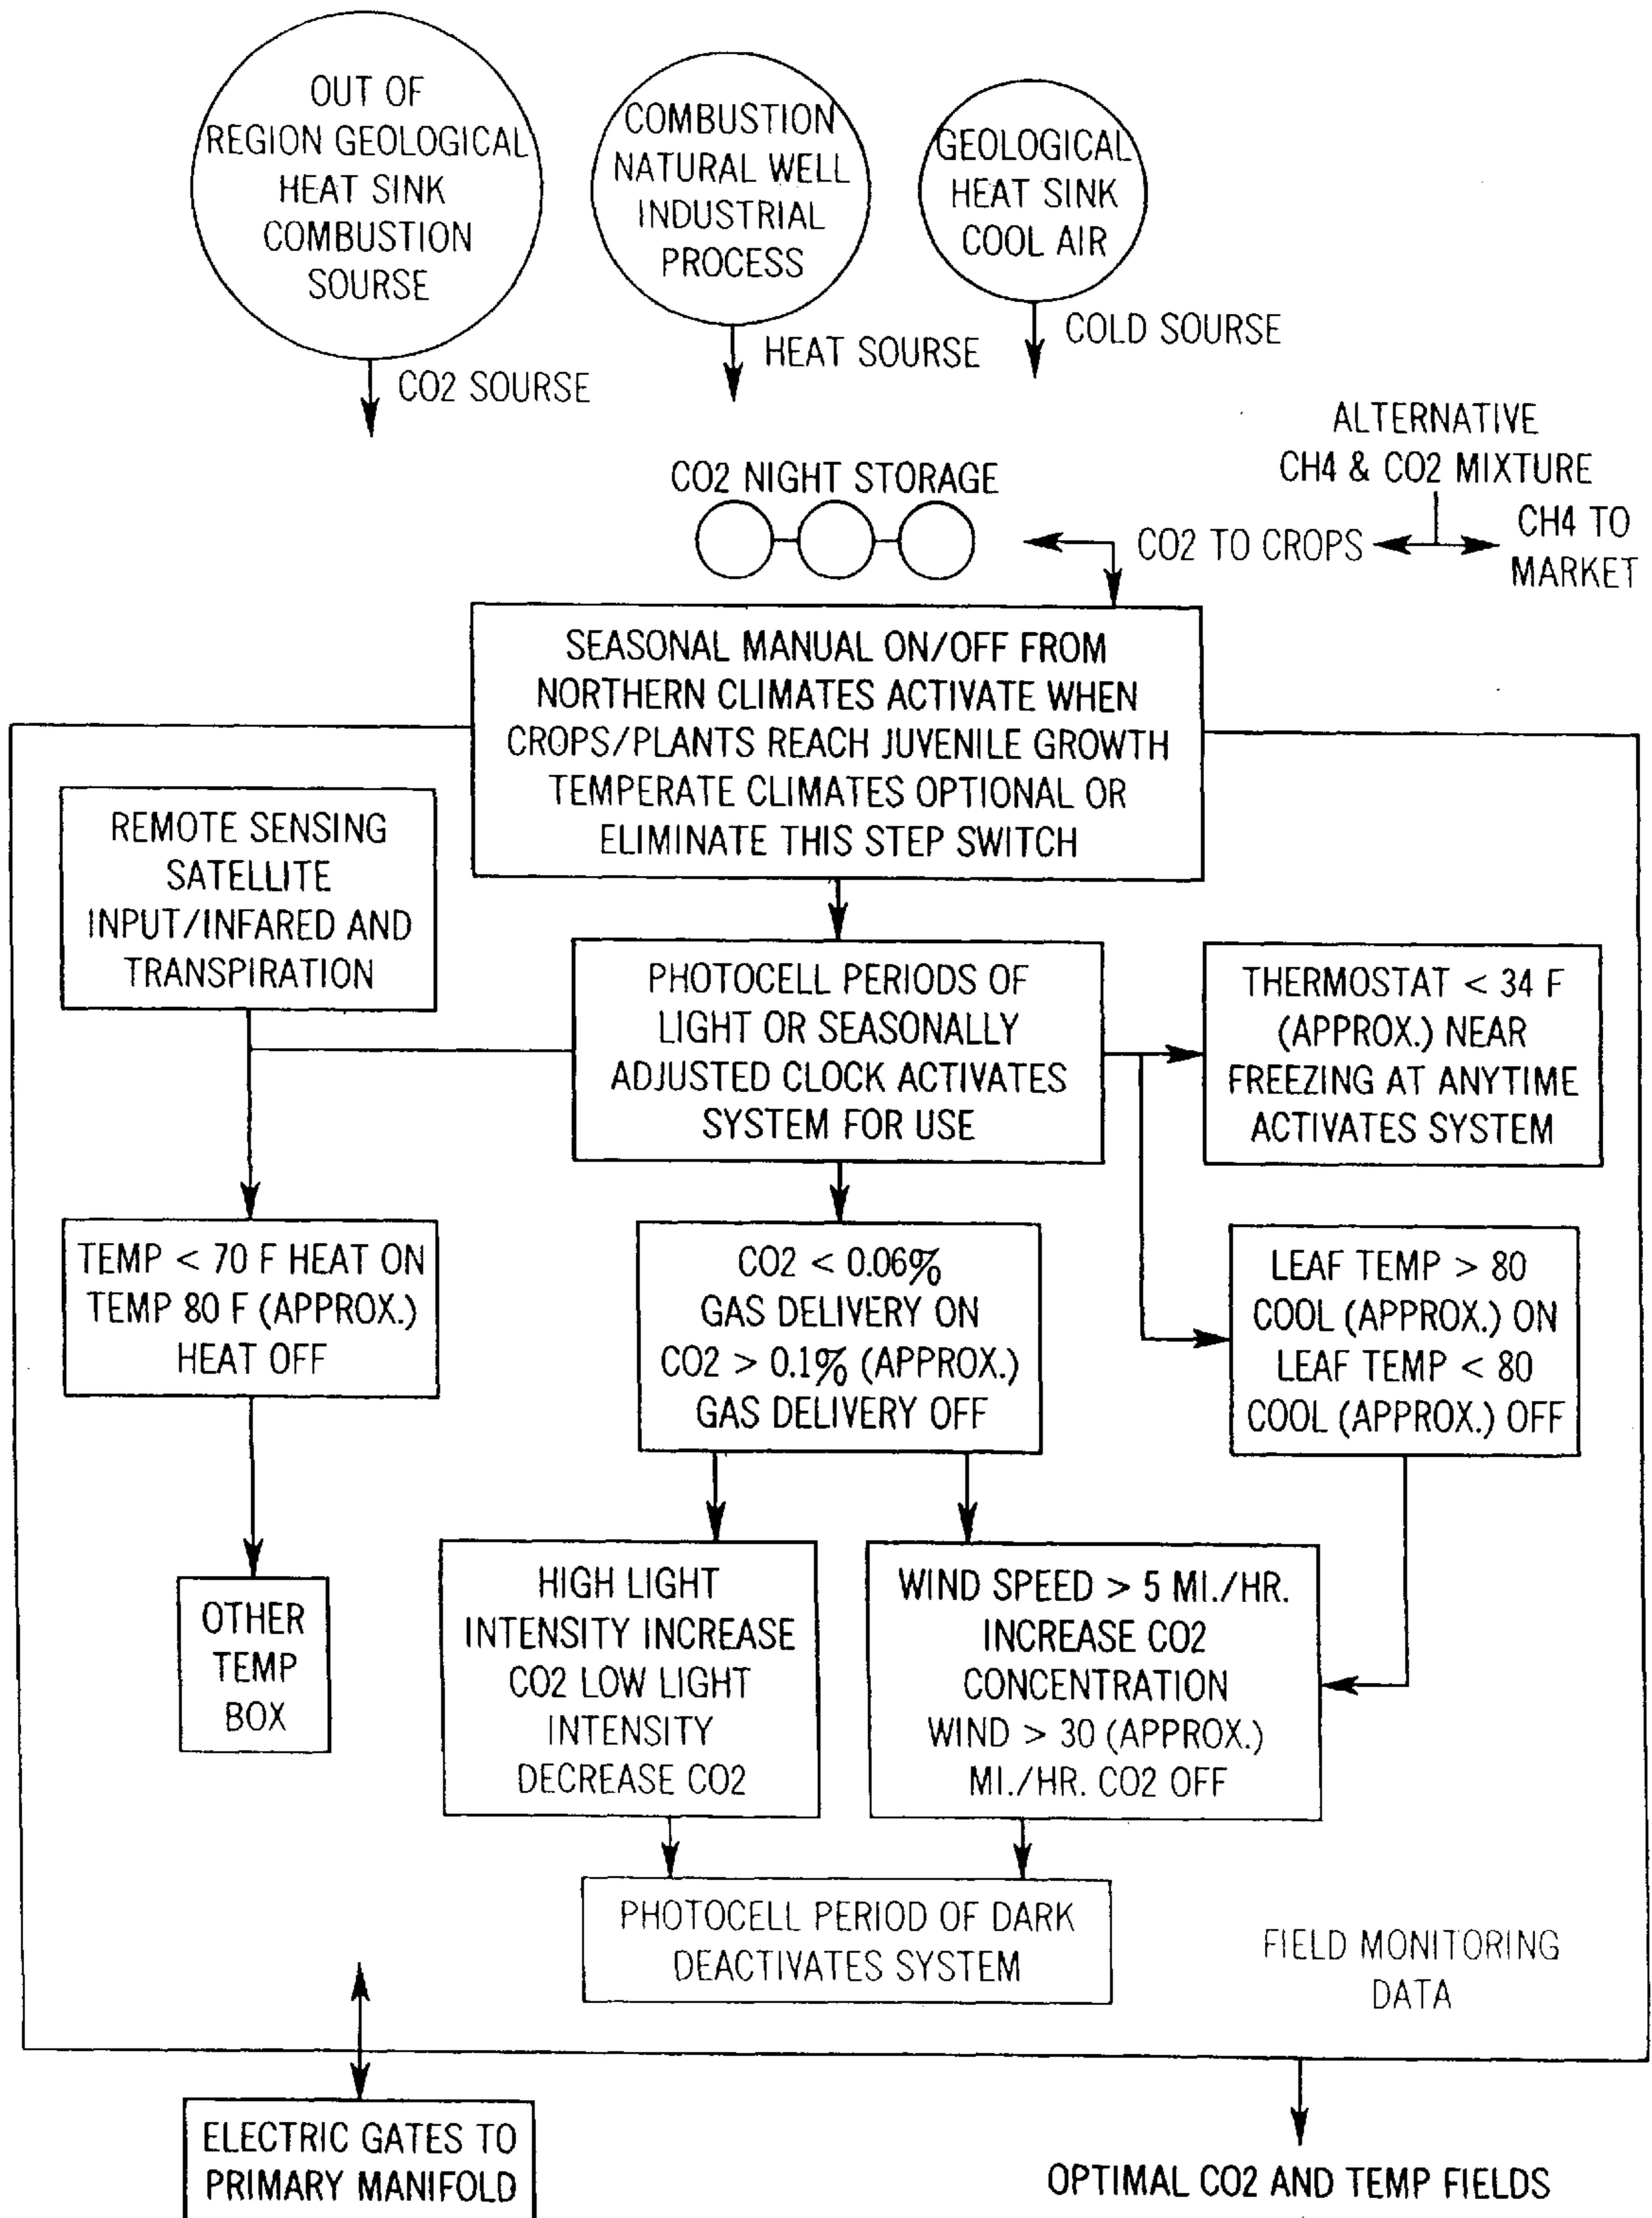 OUT OF
REGION GEOLOGICAL
HEAT SINK
COMBUSTION
SOURSE
COMBUSTION
NATURAL WELL
INDUSTRIAL
PROCESS
GEOLOGICAL
HEAT SINK
COOL AIR
CO2 SOURSE
HEAT SOURSE
COLD SOURSE
ALTERNATIVE
CH4 & CO2 MIXTURE
CO2 NIGHT STORAGE
CO2 TO CROPS
CH4 TO
MARKET
SEASONAL MANUAL ON/OFF FROM
NORTHERN CLIMATES ACTIVATE WHEN
CROPS/PLANTS REACH JUVENILE GROWTH
TEMPERATE CLIMATES OPTIONAL OR
ELIMINATE THIS STEP SWITCH
REMOTE SENSING
SATELLITE
INPUT/INFARED AND
TRANSPIRATION
PHOTOCELL PERIODS OF
LIGHT OR SEASONALLY
ADJUSTED CLOCK ACTIVATES
SYSTEM FOR USE
THERMOSTAT < 34 F
(APPROX.) NEAR
FREEZING AT ANYTIME
ACTIVATES SYSTEM
TEMP < 70 F HEAT ON
TEMP 80 F (APPROX.)
HEAT OFF
CO2 < 0.06%
GAS DELIVERY ON
CO2 > 0.1% (APPROX.)
GAS DELIVERY OFF
LEAF TEMP > 80
COOL (APPROX.) ON
LEAF TEMP < 80
COOL (APPROX.) OFF
OTHER
TEMP
BOX
HIGH LIGHT
INTENSITY INCREASE
CO2 LOW LIGHT
INTENSITY
DECREASE CO2
WIND SPEED > 5 MI./HR.
INCREASE CO2
CONCENTRATION
WIND > 30 (APPROX.)
MI./HR. CO2 OFF
PHOTOCELL PERIOD OF DARK
DEACTIVATES SYSTEM
FIELD MONITORING
DATA
ELECTRIC GATES TO
PRIMARY MANIFOLD
OPTIMAL CO2 AND TEMP FIELDS